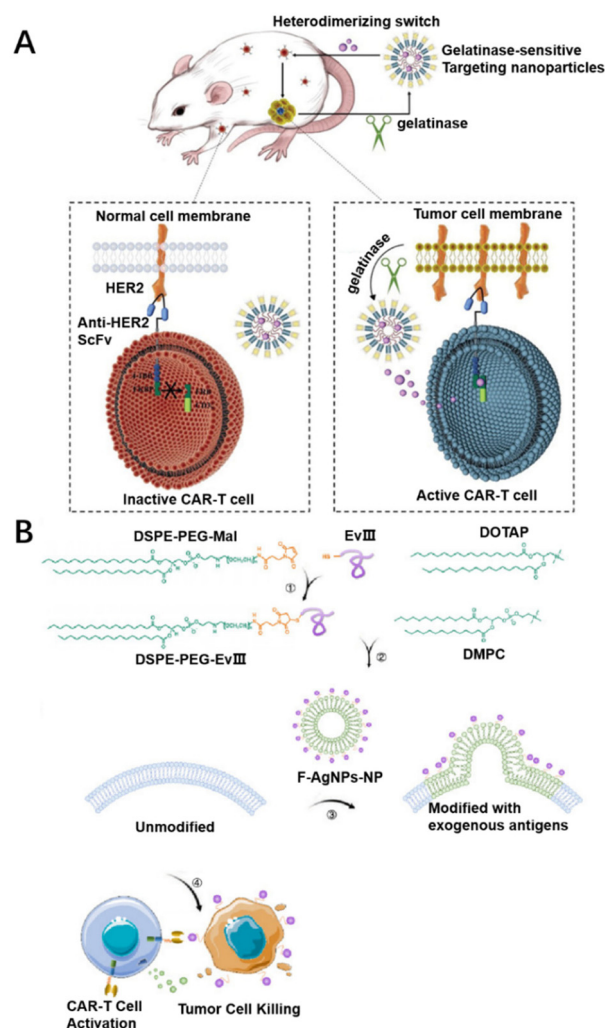 A
Heterodimerizing switch
Gelatinase-sensitive
Targeting nanoparticles
gelatinase
Normal cell membrane
HER2
Anti-HER2
ScFv
Inactive CAR-T cell
Tumor cell membrane
gelatinase
Active CAR-T cell
B
DSPE-PEG-Mal
EvⅢ
DOTAP
①
DSPE-PEG-EvⅢ
②
DMPC
F-AgNPs-NP
Unmodified
③
Modified with
exogenous antigens
④
CAR-T Cell
Activation
Tumor Cell Killing